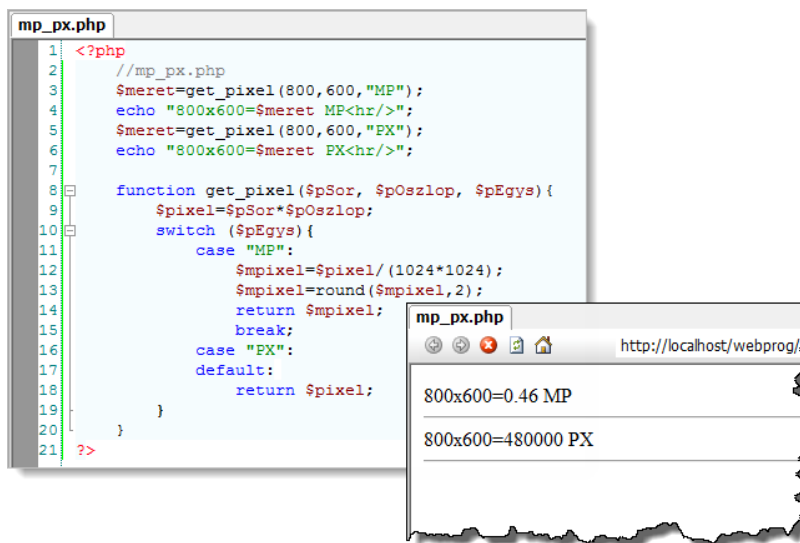 mp_px.php
1 <?php
2 //mp_px.php
3 $meret=get_pixel(800,600,"MP");
4 echo "800x600=$meret MP<hr/>";
5 $meret=get_pixel(800,600,"PX");
6 echo "800x600=$meret PX<hr/>";
7
8 function get_pixel($pSor, $pOszlop, $pEgys){
9 $pixel=$pSor*$pOszlop;
10 switch ($pEgys){
11 case "MP":
12 $mpixel=$pixel/(1024*1024);
13 $mpixel=round($mpixel,2);
14 return $mpixel;
15 break;
16 case "PX":
17 default:
18 return $pixel;
19 }
20 }
21 ?>
mp_px.php
http://localhost/webprog/
800x600=0.46 MP
800x600=480000 PX